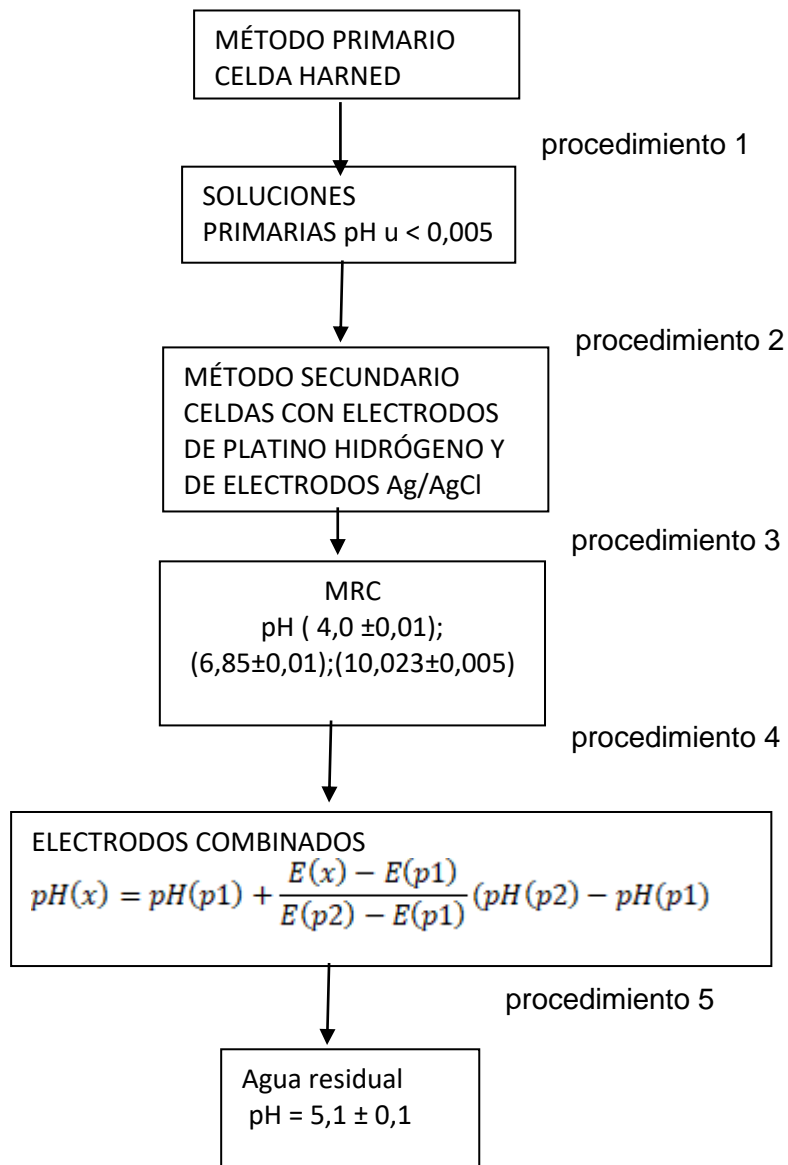 MÉTODO PRIMARIO
CELDA HARNED
procedimiento 1
SOLUCIONES
PRIMARIAS pH u < 0,005
procedimiento 2
MÉTODO SECUNDARIO
CELDAS CON ELECTRODOS
DE PLATINO HIDRÓGENO Y
DE ELECTRODOS Ag/AgCl
procedimiento 3
MRC
pH ( 4,0 ±0,01);
(6,85±0,01);(10,023±0,005)
procedimiento 4
ELECTRODOS COMBINADOS
pH(x) = pH(p1) + \frac{E(x) − E(p1)}{E(p2) − E(p1)} (pH(p2) − pH(p1)
procedimiento 5
Agua residual
pH = 5,1 ± 0,1